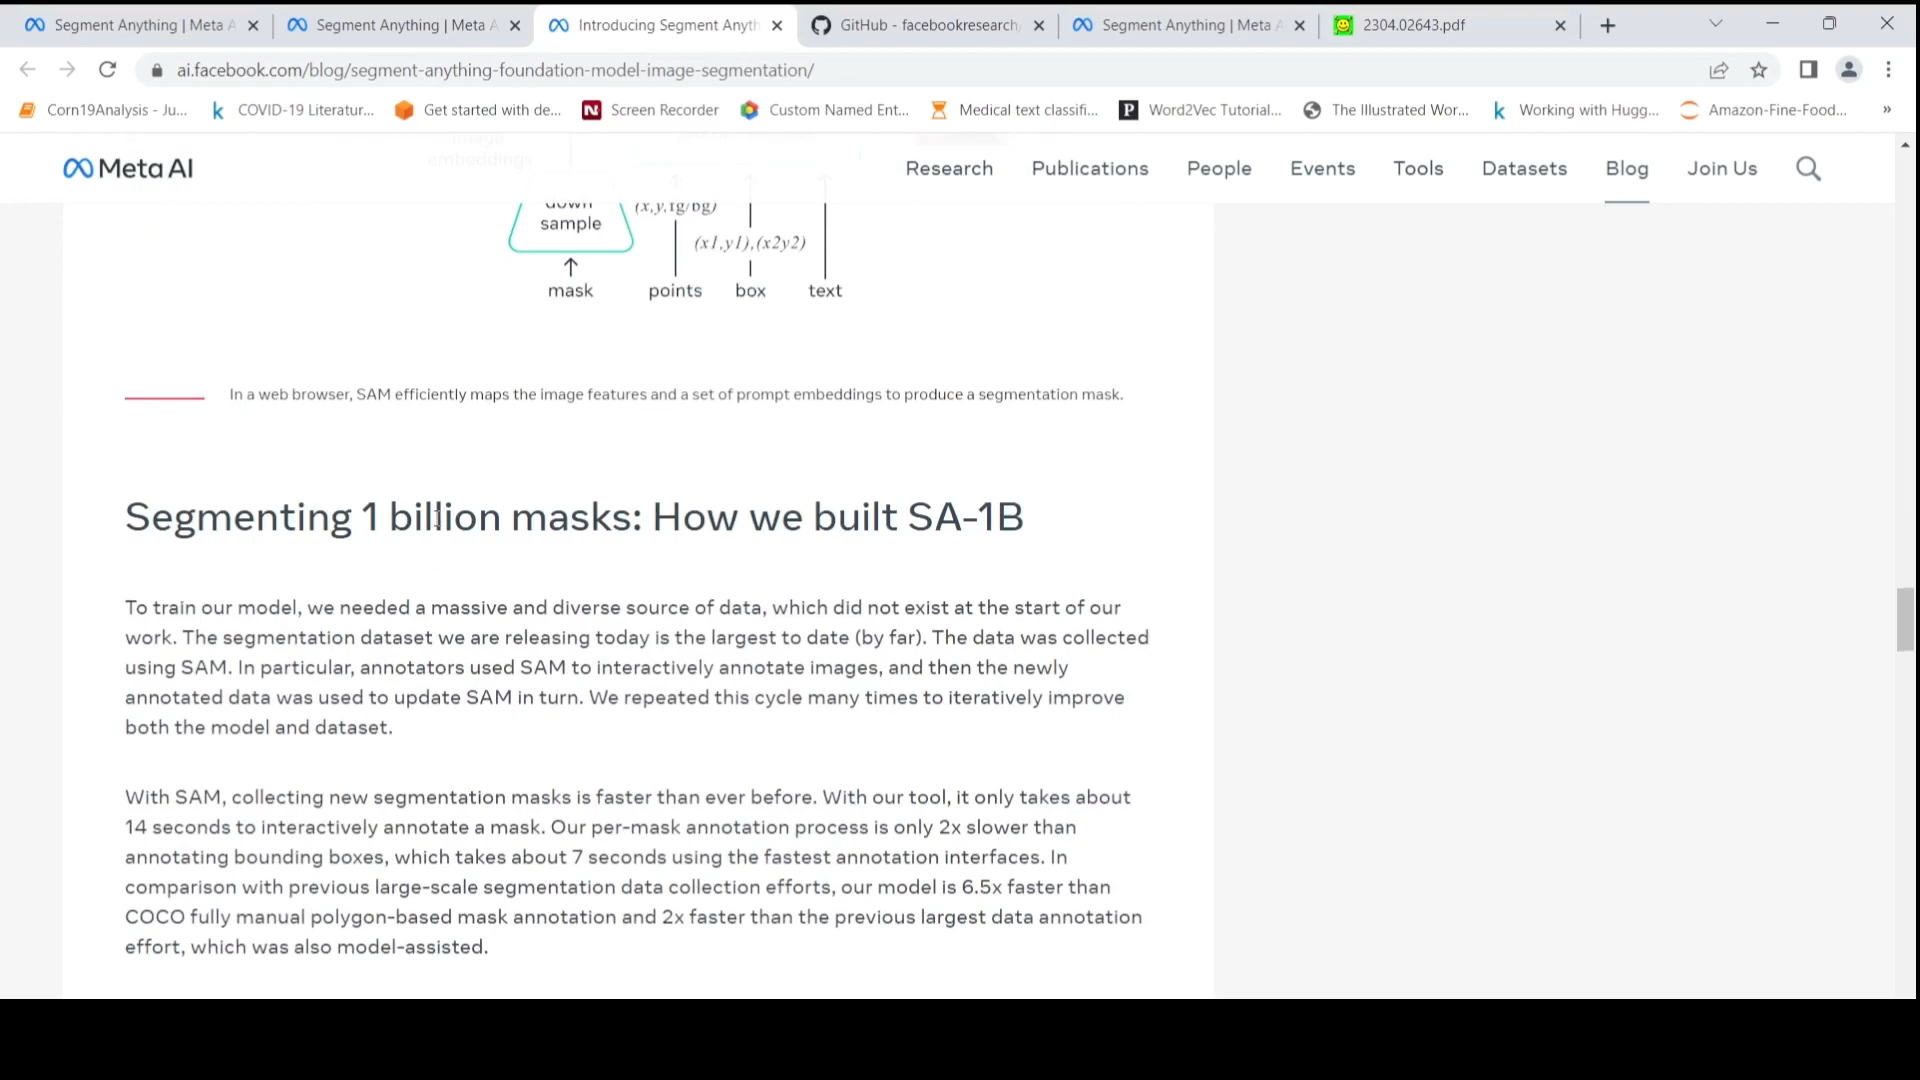 Segment Anything | Meta A
Segment Anything | Meta A
Introducing Segment Anyth
GitHub - facebookresearch/
Segment Anything | Meta A
2304.02643.pdf
ai.facebook.com/blog/segment-anything-foundation-model-image-segmentation/
Corn19Analysis - Ju...
COVID-19 Literatur...
Get started with de...
Screen Recorder
Custom Named Ent...
Medical text classifi...
Word2Vec Tutorial...
The Illustrated Wor...
Working with Hugg...
Amazon-Fine-Food...
»
image
embeddings
Meta AI
Research
Publications
People
Events
Tools
Datasets
Blog
Join Us
down
sample
(x,y,fg/bg)
(x1,y1),(x2y2)
mask
points
box
text
In a web browser, SAM efficiently maps the image features and a set of prompt embeddings to produce a segmentation mask.
Segmenting 1 billion masks: How we built SA-1B
To train our model, we needed a massive and diverse source of data, which did not exist at the start of our
work. The segmentation dataset we are releasing today is the largest to date (by far). The data was collected
using SAM. In particular, annotators used SAM to interactively annotate images, and then the newly
annotated data was used to update SAM in turn. We repeated this cycle many times to iteratively improve
both the model and dataset.
With SAM, collecting new segmentation masks is faster than ever before. With our tool, it only takes about
14 seconds to interactively annotate a mask. Our per-mask annotation process is only 2x slower than
annotating bounding boxes, which takes about 7 seconds using the fastest annotation interfaces. In
comparison with previous large-scale segmentation data collection efforts, our model is 6.5x faster than
COCO fully manual polygon-based mask annotation and 2x faster than the previous largest data annotation
effort, which was also model-assisted.